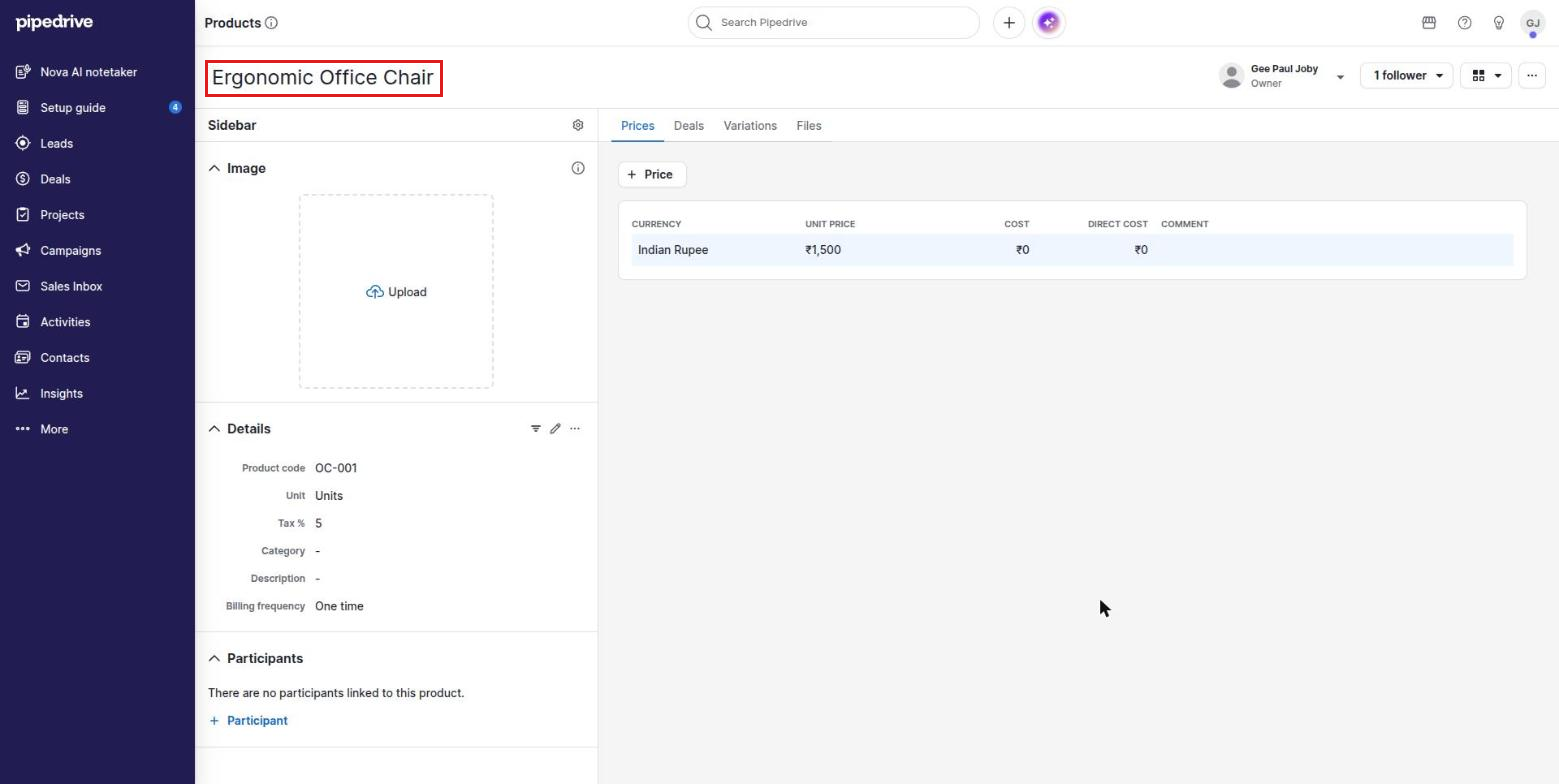 pipedrive
Nova AI notetaker
Setup guide 4
Leads
Deals
Projects
Campaigns
Sales Inbox
Activities
Contacts
Insights
More
Products
Search Pipedrive
GJ
Ergonomic Office Chair
Gee Paul Joby
Owner
1 follower
Sidebar
Image
Upload
Details
Product code OC-001
Unit Units
Tax % 5
Category -
Description -
Billing frequency One time
Participants
There are no participants linked to this product.
+ Participant
Prices Deals Variations Files
+ Price
CURRENCY UNIT PRICE COST DIRECT COST COMMENT
Indian Rupee ₹1,500 ₹0 ₹0